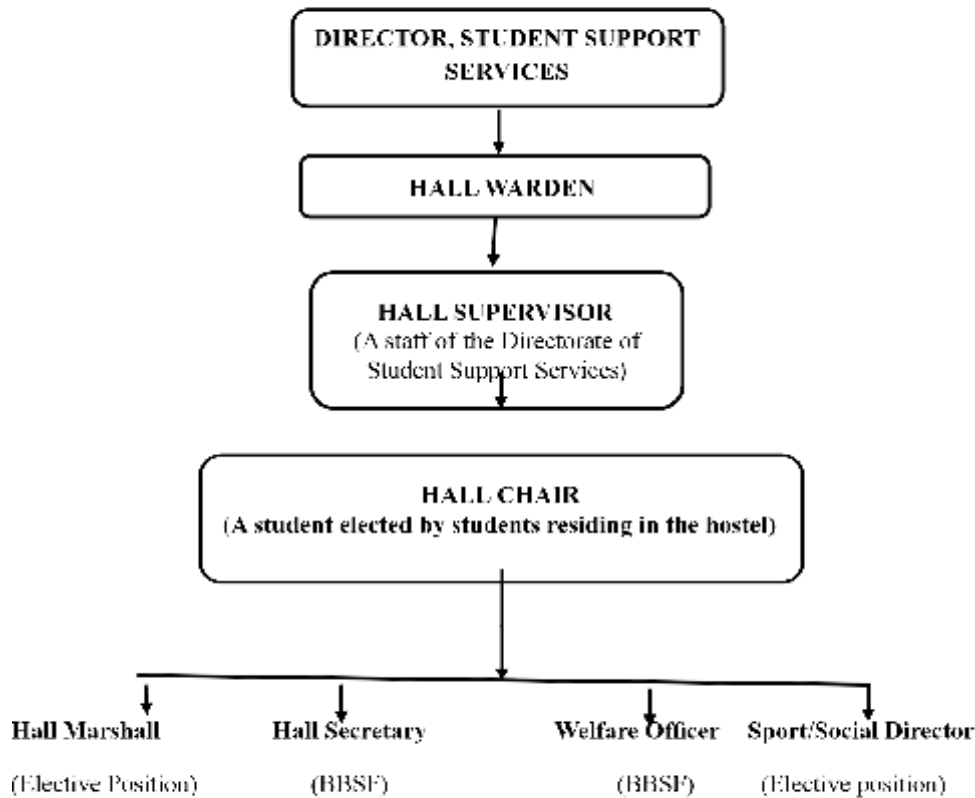 DIRECTOR, STUDENT SUPPORT
SERVICES
HALL WARDEN
HALL SUPERVISOR
(A staff of the Directorate of
Student Support Services)
HALL CHAIR
(A student elected by students residing in the hostel)
Hall Marshall Hall Secretary Welfare Officer Sport/Social Director
(Elective Position) (BBSF) (BBSF) (Elective position)